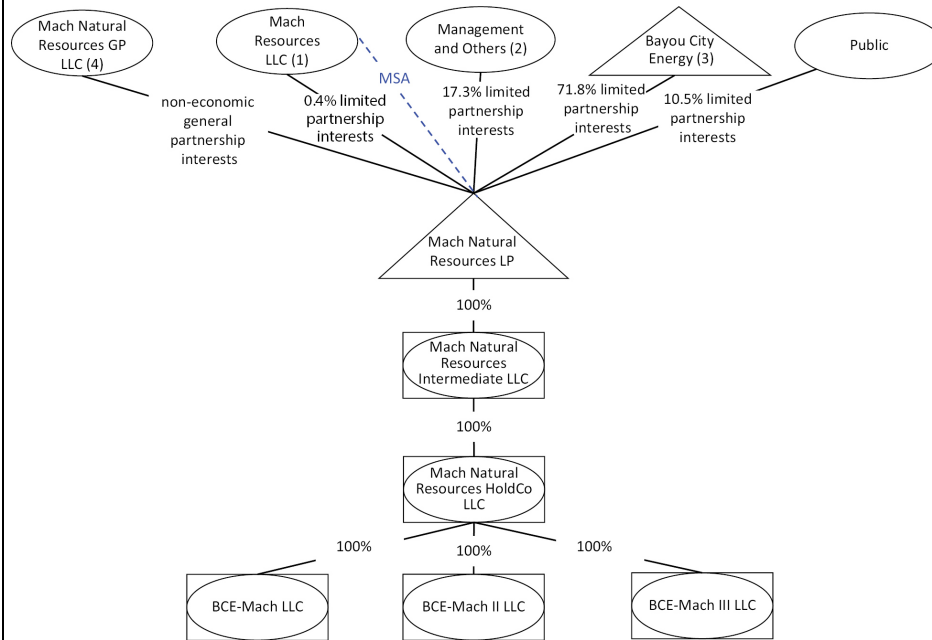 Mach Natural
Resources GP
LLC (4)
Mach
Resources
LLC (1)
Management
and Others (2)
Bayou City
Energy (3)
Public
MSA
non-economic
general
partnership
interests
0.4% limited
partnership
interests
17.3% limited
partnership
interests
71.8% limited
partnership
interests
10.5% limited
partnership
interests
Mach Natural
Resources LP
100%
Mach Natural
Resources
Intermediate LLC
100%
Mach Natural
Resources HoldCo
LLC
100%
100%
100%
BCE-Mach LLC
BCE-Mach II LLC
BCE-Mach III LLC